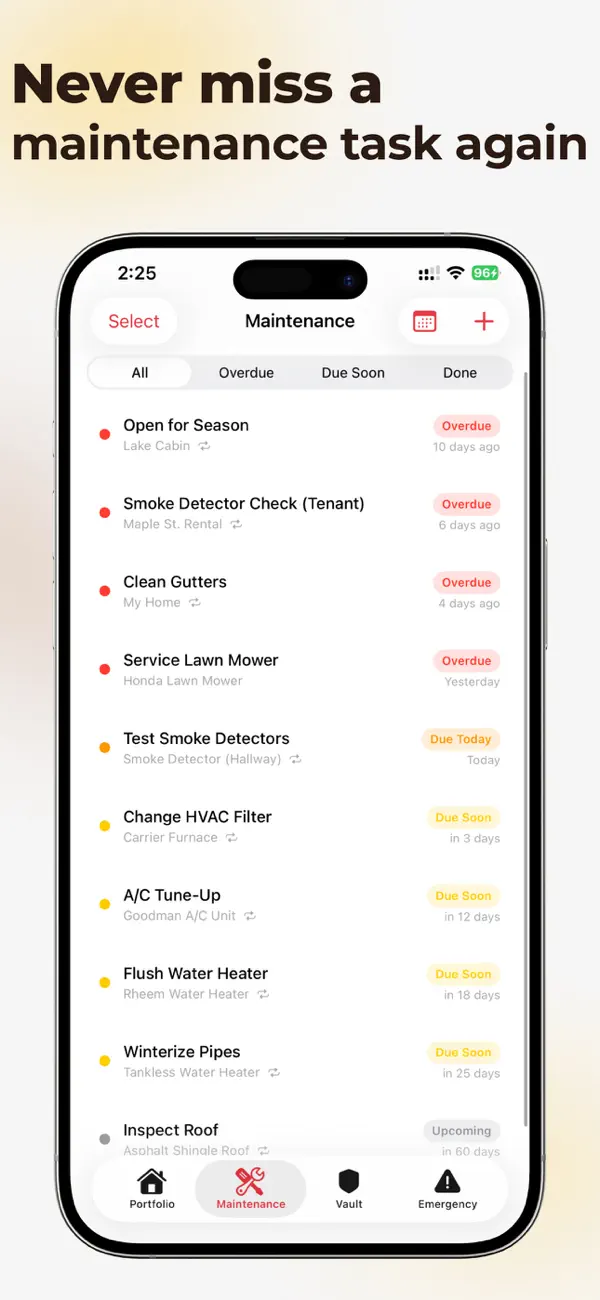 Never miss a
maintenance task again
2:25
96
Select
Maintenance
All
Overdue
Due Soon
Done
Open for Season
Overdue
Lake Cabin
10 days ago
Smoke Detector Check (Tenant)
Overdue
Maple St. Rental
6 days ago
Clean Gutters
Overdue
My Home
4 days ago
Service Lawn Mower
Overdue
Honda Lawn Mower
Yesterday
Test Smoke Detectors
Due Today
Smoke Detector (Hallway)
Today
Change HVAC Filter
Due Soon
Carrier Furnace
in 3 days
A/C Tune-Up
Due Soon
Goodman A/C Unit
in 12 days
Flush Water Heater
Due Soon
Rheem Water Heater
in 18 days
Winterize Pipes
Due Soon
Tankless Water Heater
in 25 days
Inspect Roof
Upcoming
Asphalt Shingle Roof
in 60 days
Portfolio
Maintenance
Vault
Emergency